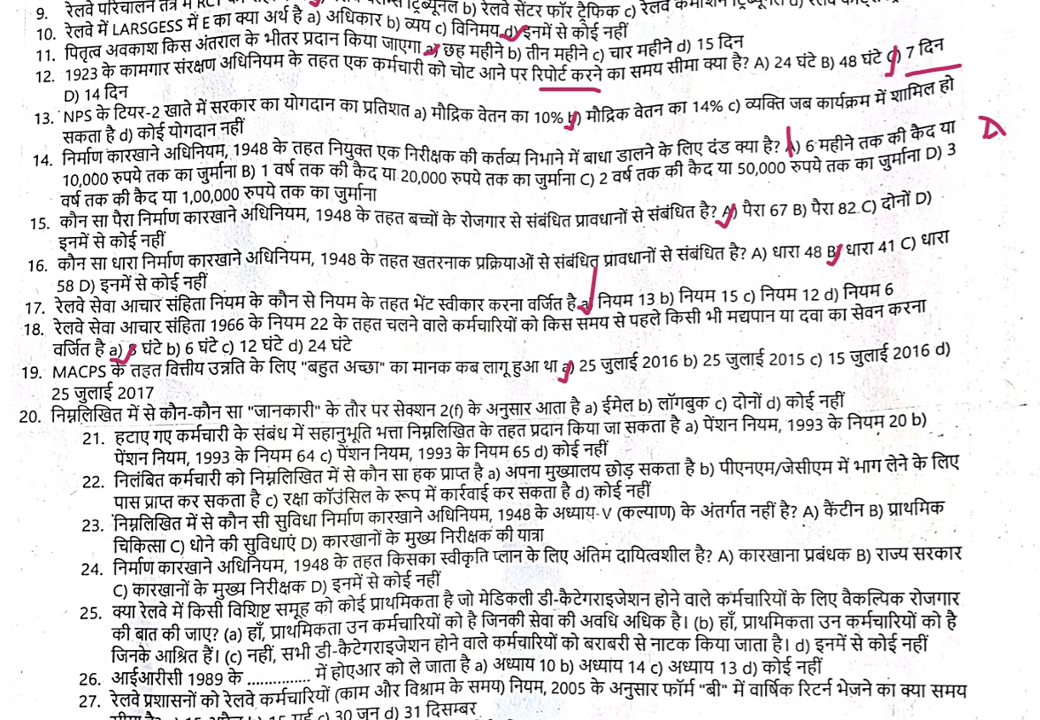 9. रेलवे परिचालन तंत्र में RCT ट्रिब्यूनल b) रेलवे सेंटर फॉर ट्रैफिक c) रेलवे
10. रेलवे में LARSGESS में E का क्या अर्थ है a) अधिकार b) व्यय c) विनिमय d) इनमें से कोई नहीं
11. पितृत्व अवकाश किस अंतराल के भीतर प्रदान किया जाएगा a) छह महीने b) तीन महीने c) चार महीने d) 15 दिन
12. 1923 के कामगार संरक्षण अधिनियम के तहत एक कर्मचारी को चोट आने पर रिपोर्ट करने का समय सीमा क्या है? A) 24 घंटे B) 48 घंटे C) 7 दिन
D) 14 दिन
13. NPS के टियर-2 खाते में सरकार का योगदान का प्रतिशत a) मौद्रिक वेतन का 10% b) मौद्रिक वेतन का 14% c) व्यक्ति जब कार्यक्रम में शामिल हो
सकता है d) कोई योगदान नहीं
D
14. निर्माण कारखाने अधिनियम, 1948 के तहत नियुक्त एक निरीक्षक की कर्तव्य निभाने में बाधा डालने के लिए दंड क्या है? A) 6 महीने तक की कैद या
10,000 रुपये तक का जुर्माना B) 1 वर्ष तक की कैद या 20,000 रुपये तक का जुर्माना C) 2 वर्ष तक की कैद या 50,000 रुपये तक का जुर्माना D) 3
वर्ष तक की कैद या 1,00,000 रुपये तक का जुर्माना
15. कौन सा पैरा निर्माण कारखाने अधिनियम, 1948 के तहत बच्चों के रोजगार से संबंधित प्रावधानों से संबंधित है? A) पैरा 67 B) पैरा 82 C) दोनों D)
इनमें से कोई नहीं
16. कौन सा धारा निर्माण कारखाने अधिनियम, 1948 के तहत खतरनाक प्रक्रियाओं से संबंधित प्रावधानों से संबंधित है? A) धारा 48 B) धारा 41 C) धारा
58 D) इनमें से कोई नहीं
17. रेलवे सेवा आचार संहिता नियम के कौन से नियम के तहत भेंट स्वीकार करना वर्जित है a) नियम 13 b) नियम 15 c) नियम 12 d) नियम 6
18. रेलवे सेवा आचार संहिता 1966 के नियम 22 के तहत चलने वाले कर्मचारियों को किस समय से पहले किसी भी मद्यपान या दवा का सेवन करना
वर्जित है a) 8 घंटे b) 6 घंटे c) 12 घंटे d) 24 घंटे
19. MACPS के तहत वित्तीय उन्नति के लिए "बहुत अच्छा" का मानक कब लागू हुआ था a) 25 जुलाई 2016 b) 25 जुलाई 2015 c) 15 जुलाई 2016 d)
25 जुलाई 2017
20. निम्नलिखित में से कौन-कौन सा "जानकारी" के तौर पर सेक्शन 2(f) के अनुसार आता है a) ईमेल b) लॉगबुक c) दोनों d) कोई नहीं
21. हटाए गए कर्मचारी के संबंध में सहानुभूति भत्ता निम्नलिखित के तहत प्रदान किया जा सकता है a) पेंशन नियम, 1993 के नियम 20 b)
पेंशन नियम, 1993 के नियम 64 c) पेंशन नियम, 1993 के नियम 65 d) कोई नहीं
22. निलंबित कर्मचारी को निम्नलिखित में से कौन सा हक प्राप्त है a) अपना मुख्यालय छोड़ सकता है b) पीएनएम/जेसीएम में भाग लेने के लिए
पास प्राप्त कर सकता है c) रक्षा कॉउंसिल के रूप में कार्रवाई कर सकता है d) कोई नहीं
23. निम्नलिखित में से कौन सी सुविधा निर्माण कारखाने अधिनियम, 1948 के अध्याय-V (कल्याण) के अंतर्गत नहीं है? A) कैंटीन B) प्राथमिक
चिकित्सा C) धोने की सुविधाएं D) कारखानों के मुख्य निरीक्षक की यात्रा
24. निर्माण कारखाने अधिनियम, 1948 के तहत किसका स्वीकृति प्लान के लिए अंतिम दायित्वशील है? A) कारखाना प्रबंधक B) राज्य सरकार
C) कारखानों के मुख्य निरीक्षक D) इनमें से कोई नहीं
25. क्या रेलवे में किसी विशिष्ट समूह को कोई प्राथमिकता है जो मेडिकली डी-कैटेगराइजेशन होने वाले कर्मचारियों के लिए वैकल्पिक रोजगार
की बात की जाए? (a) हाँ, प्राथमिकता उन कर्मचारियों को है जिनकी सेवा की अवधि अधिक है। (b) हाँ, प्राथमिकता उन कर्मचारियों को है
जिनके आश्रित हैं। (c) नहीं, सभी डी-कैटेगराइजेशन होने वाले कर्मचारियों को बराबरी से नाटक किया जाता है। d) इनमें से कोई नहीं
26. आईआरसी 1989 के ............... में होएआर को ले जाता है a) अध्याय 10 b) अध्याय 14 c) अध्याय 13 d) कोई नहीं
27. रेलवे प्रशासनों को रेलवे कर्मचारियों (काम और विश्राम के समय) नियम, 2005 के अनुसार फॉर्म "बी" में वार्षिक रिटर्न भेजने का क्या समय
c) 30 जून d) 31 दिसम्बर